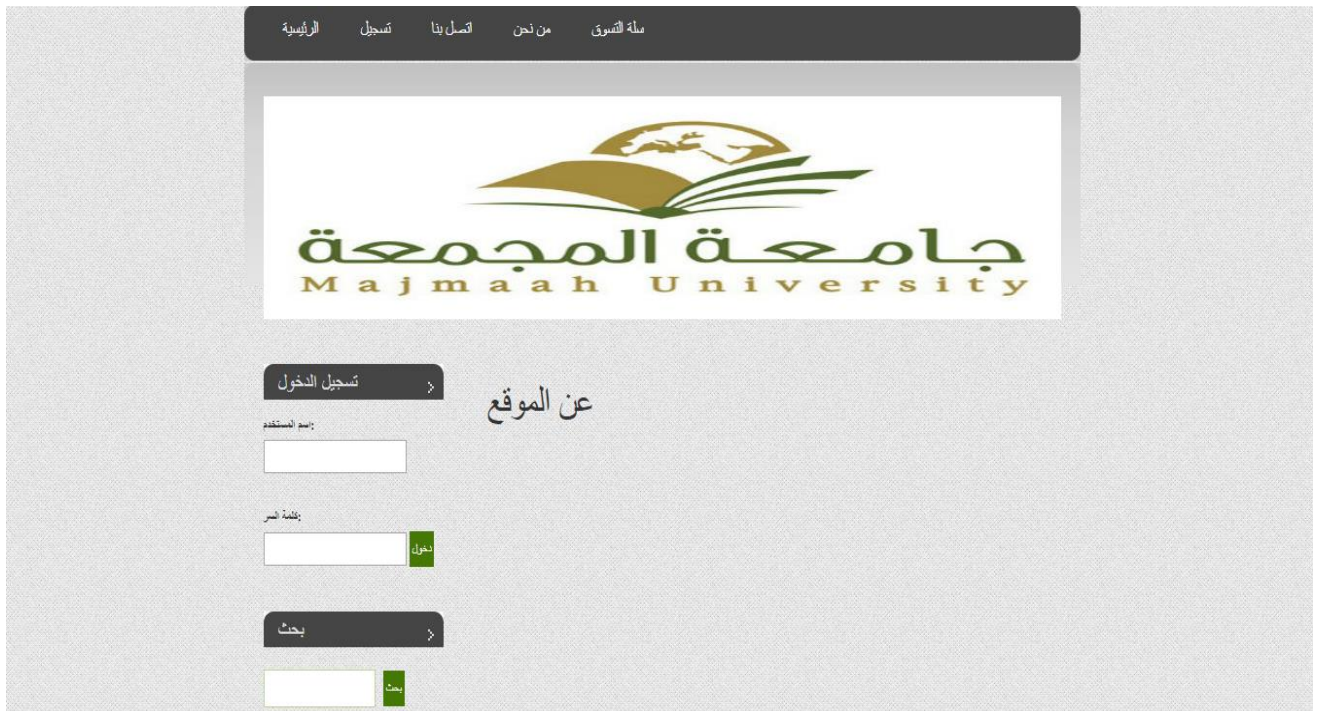 الرئيسية تسجيل اتصل بنا من نحن سلة التسوق
جامعة المجمعة
Majmaah University
تسجيل الدخول
عن الموقع
اسم المستخدم:
كلمة السر:
دخول
بحث
بحث